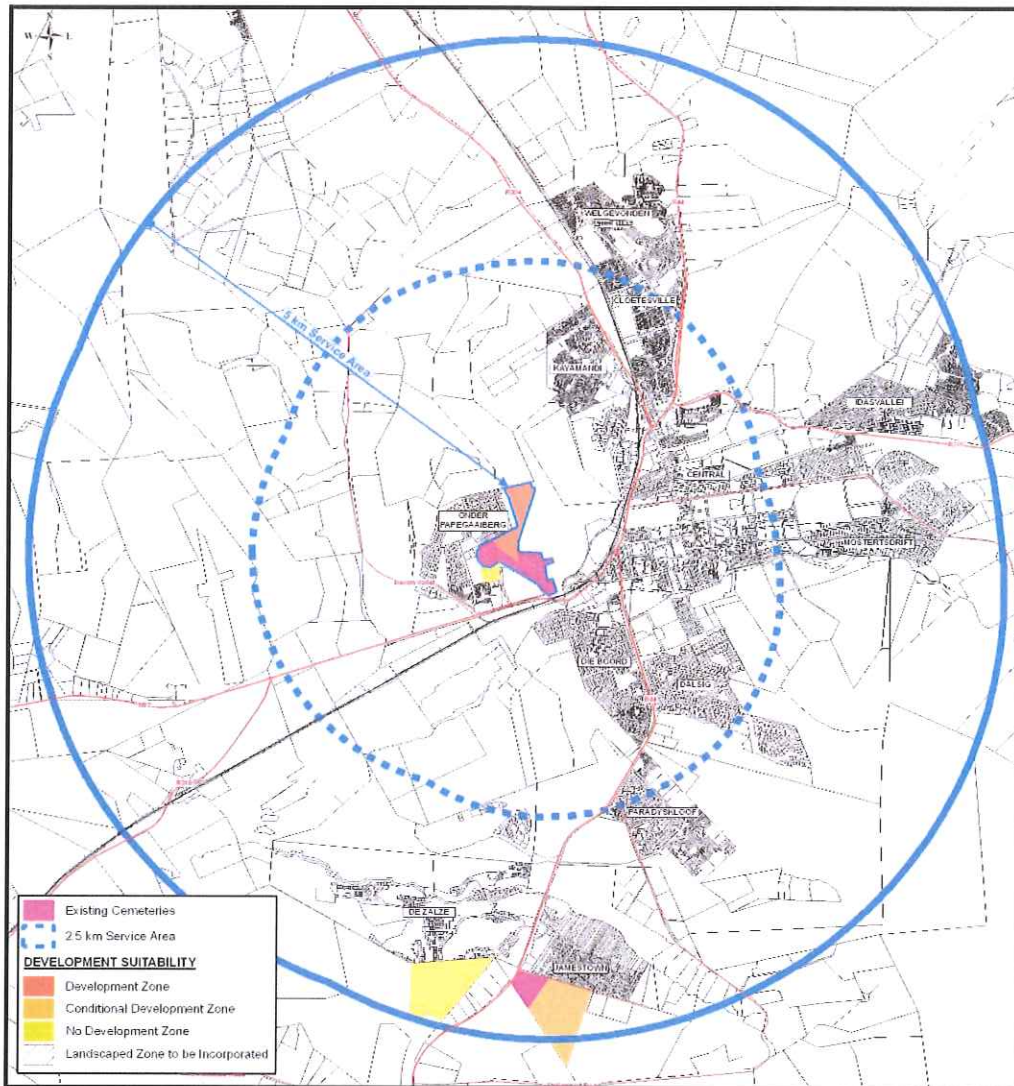 W E
WELGEVONDEN
CLOETESVILLE
KAYAMANDI
IDASVALLEI
5 km Service Area
CENTRAL
ONDER
PAPEGAAIBERG
MOSTERTSDRIFT
DIE BOORD
DALSIG
PARADYSKLOOF
DE ZALZE
JAMESTOWN
Existing Cemeteries
2.5 km Service Area
DEVELOPMENT SUITABILITY
Development Zone
Conditional Development Zone
No Development Zone
Landscaped Zone to be Incorporated